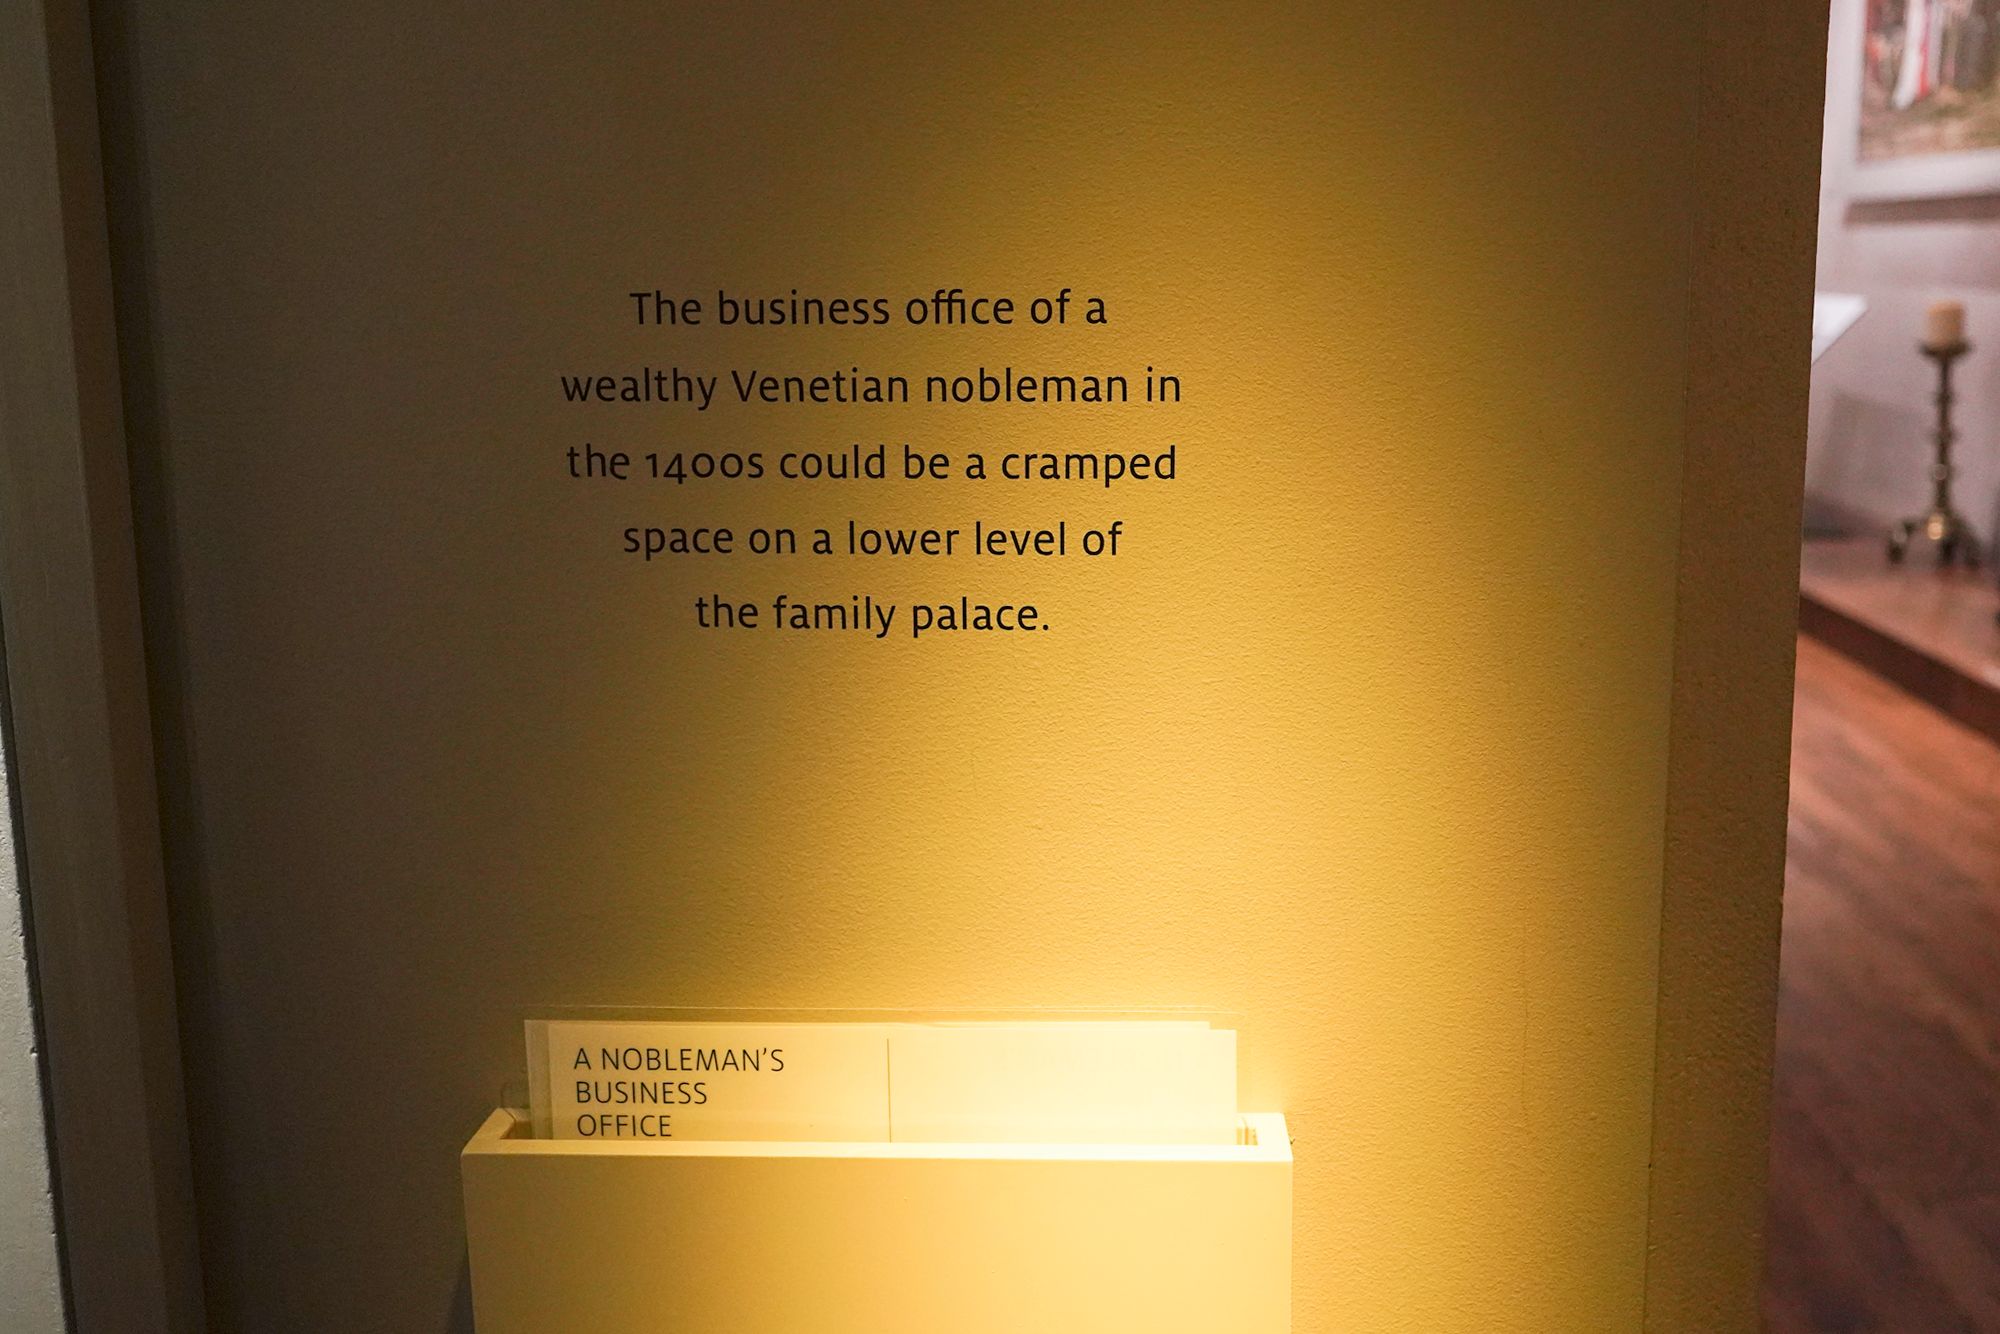 The business office of a
wealthy Venetian nobleman in
the 1400s could be a cramped
space on a lower level of
the family palace.
A NOBLEMAN’S
BUSINESS
OFFICE